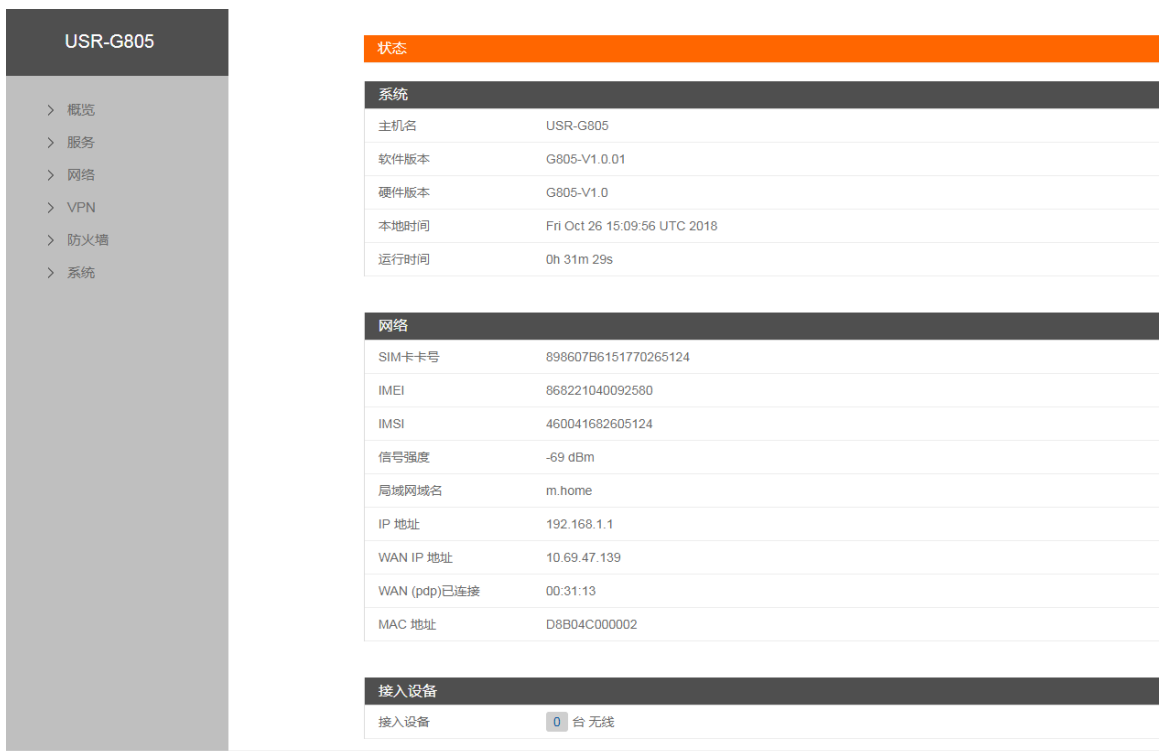 USR-G805
概览
服务
网络
VPN
防火墙
系统
状态
系统
主机名 USR-G805
软件版本 G805-V1.0.01
硬件版本 G805-V1.0
本地时间 Fri Oct 26 15:09:56 UTC 2018
运行时间 0h 31m 29s
网络
SIM卡卡号 898607B6151770265124
IMEI 868221040092580
IMSI 460041682605124
信号强度 -69 dBm
局域网域名 m.home
IP 地址 192.168.1.1
WAN IP 地址 10.69.47.139
WAN (pdp)已连接 00:31:13
MAC 地址 D8B04C000002
接入设备
接入设备 0 台 无线